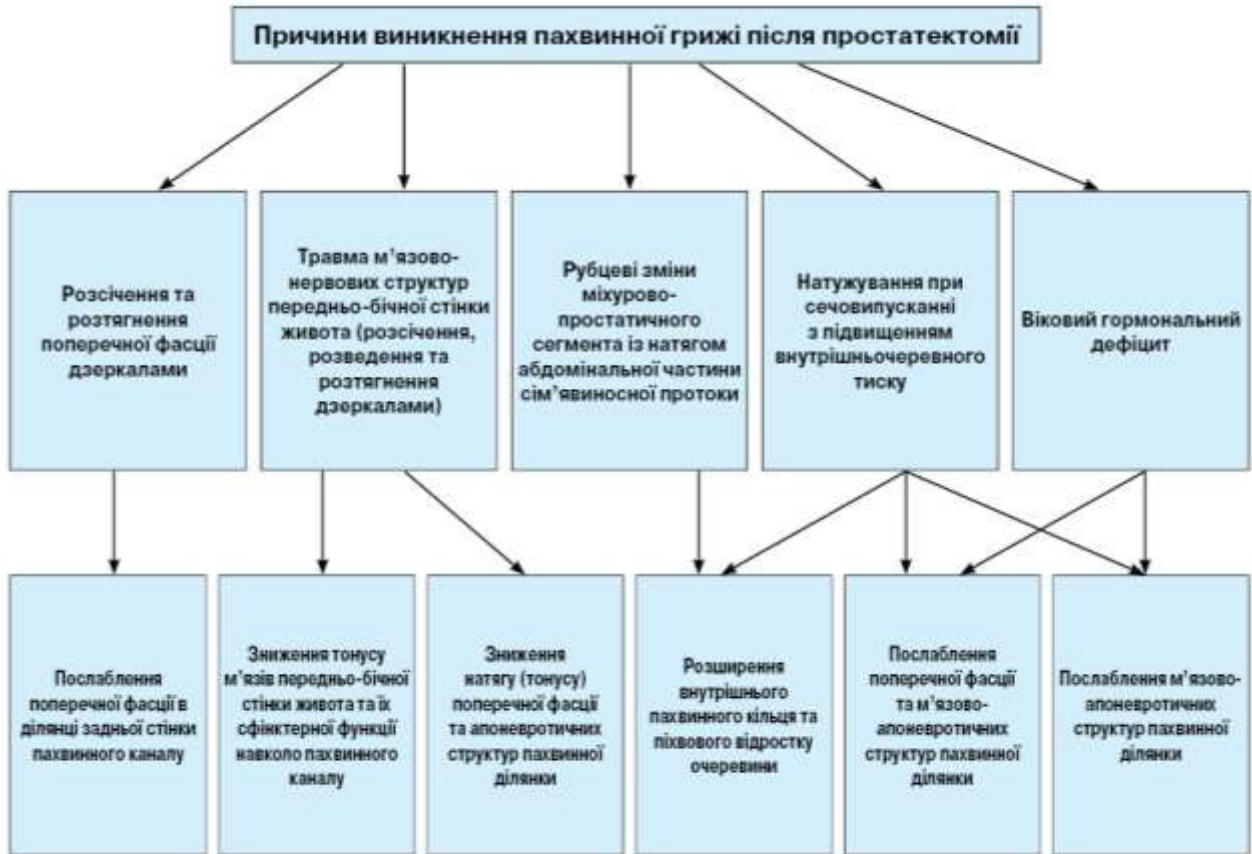 Причини виникнення пахвинної грижі після простатектомії
Розсічення та
розтягнення
поперечної фасції
дзеркалами
Травма м’язово-
нервових структур
передньо-бічної стінки
живота (розсічення,
розведення та
розтягнення
дзеркалами)
Рубцеві зміни
міхурово-
простатичного
сегмента із натягом
абдомінальної частини
сім’явиносної протоки
Натужування при
сечовипусканні
з підвищенням
внутрішньочеревного
тиску
Віковий гормональний
дефіцит
Послаблення
поперечної фасції в
ділянці задньої стінки
пахвинного каналу
Зниження тонусу
м’язів передньо-бічної
стінки живота та їх
сфінктерної функції
навколо пахвинного
каналу
Зниження
натягу (тонусу)
поперечної фасції
та апоневротичних
структур пахвинної
ділянки
Розширення
внутрішнього
пахвинного кільця та
піхвового відростку
очеревини
Послаблення
поперечної фасції
та м’язово-
апоневротичних
структур пахвинної
ділянки
Послаблення м’язово-
апоневротичних
структур пахвинної
ділянки